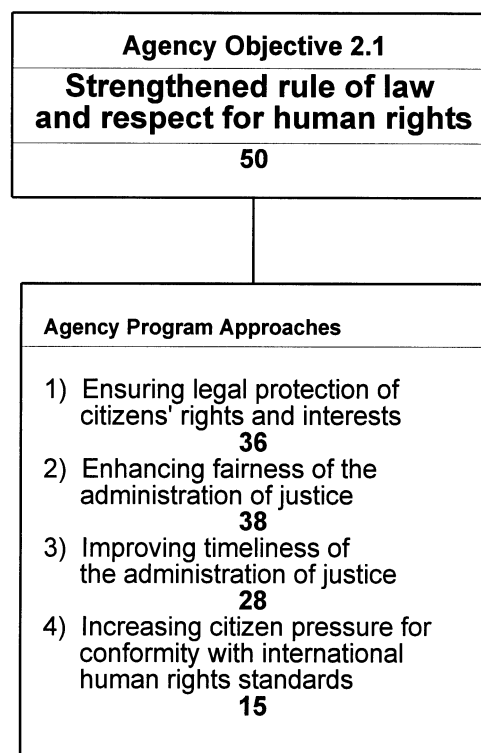 Agency Objective 2.1
Strengthened rule of law
and respect for human rights
50
Agency Program Approaches
1) Ensuring legal protection of
citizens' rights and interests
36
2) Enhancing fairness of the
administration of justice
38
3) Improving timeliness of
the administration of justice
28
4) Increasing citizen pressure for
conformity with international
human rights standards
15